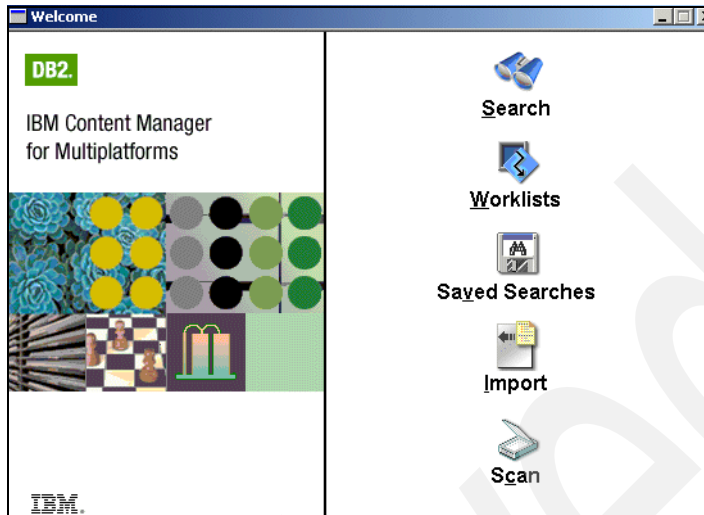 Welcome
DB2.
IBM Content Manager
for Multiplatforms
IBM.
Search
Worklists
Saved Searches
Import
Scan